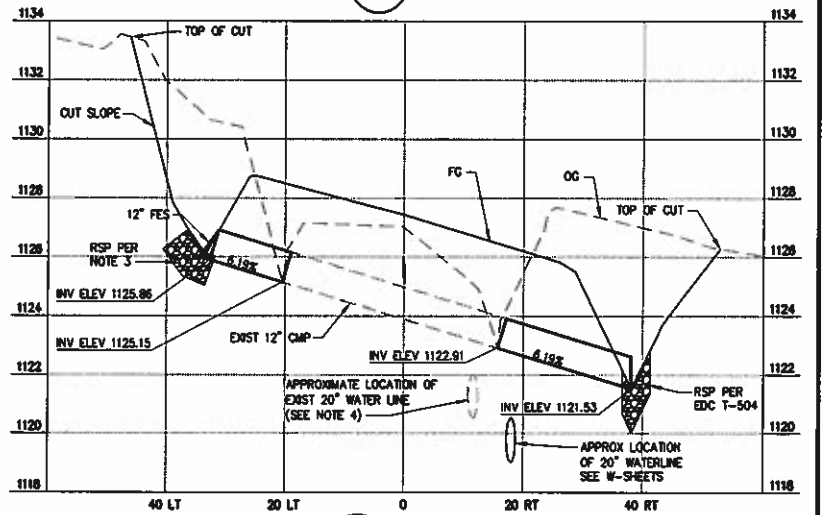 1134
1134
TOP OF CUT
1132
1132
CUT SLOPE
1130
1130
FG
OG
TOP OF CUT
1128
1128
12" FES
RSP PER
NOTE 3
1126
1126
6.19%
INV ELEV 1125.86
INV ELEV 1125.15
EXIST 12" CMP
1124
1124
INV ELEV 1122.91
6.19%
1122
1122
APPROXIMATE LOCATION OF
EXIST 20" WATER LINE
(SEE NOTE 4)
INV ELEV 1121.53
RSP PER
EDC T-504
1120
1120
APPROX LOCATION
OF 20" WATERLINE
SEE W-SHEETS
1118
1118
40 LT
20 LT
0
20 RT
40 RT